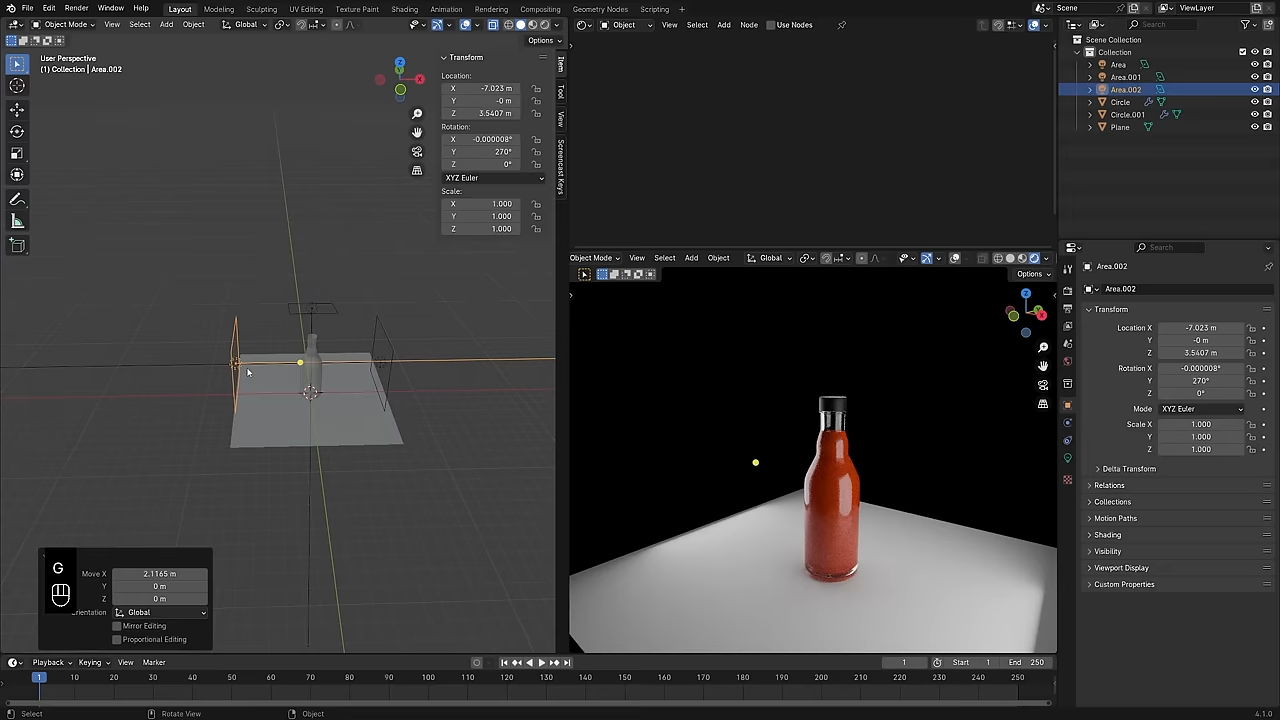 File Edit Render Window Help Layout Modeling Sculpting UV Editing Texture Paint Shading Animation Rendering Compositing Geometry Nodes Scripting Scene ViewLayer
Object Mode View Select Add Object Global
Object View Select Add Node Use Nodes
Options
User Perspective
(1) Collection | Area.002
Transform
Location:
X -7.023 m
Y -0 m
Z 3.5407 m
Rotation:
X -0.000008°
Y 270°
Z 0°
XYZ Euler
Scale:
X 1.000
Y 1.000
Z 1.000
Item
Tool
View
Screencast Keys
X
Z
G
Move X 2.1165 m
Y 0 m
Z 0 m
Orientation Global
Mirror Editing
Proportional Editing
Object Mode View Select Add Object Global
Options
Z
X
Search
Scene Collection
Collection
Area
Area.001
Area.002
Circle
Circle.001
Plane
Search
Area.002
Area.002
Transform
Location X -7.023 m
Y -0 m
Z 3.5407 m
Rotation X -0.000008°
Y 270°
Z 0°
Mode XYZ Euler
Scale X 1.000
Y 1.000
Z 1.000
Delta Transform
Relations
Collections
Motion Paths
Shading
Visibility
Viewport Display
Custom Properties
Playback Keying View Marker 1 Start 1 End 250
1 10 20 30 40 50 60 70 80 90 100 110 120 130 140 150 160 170 180 190 200 210 220 230 240 250
Select Rotate View Object 4.1.0